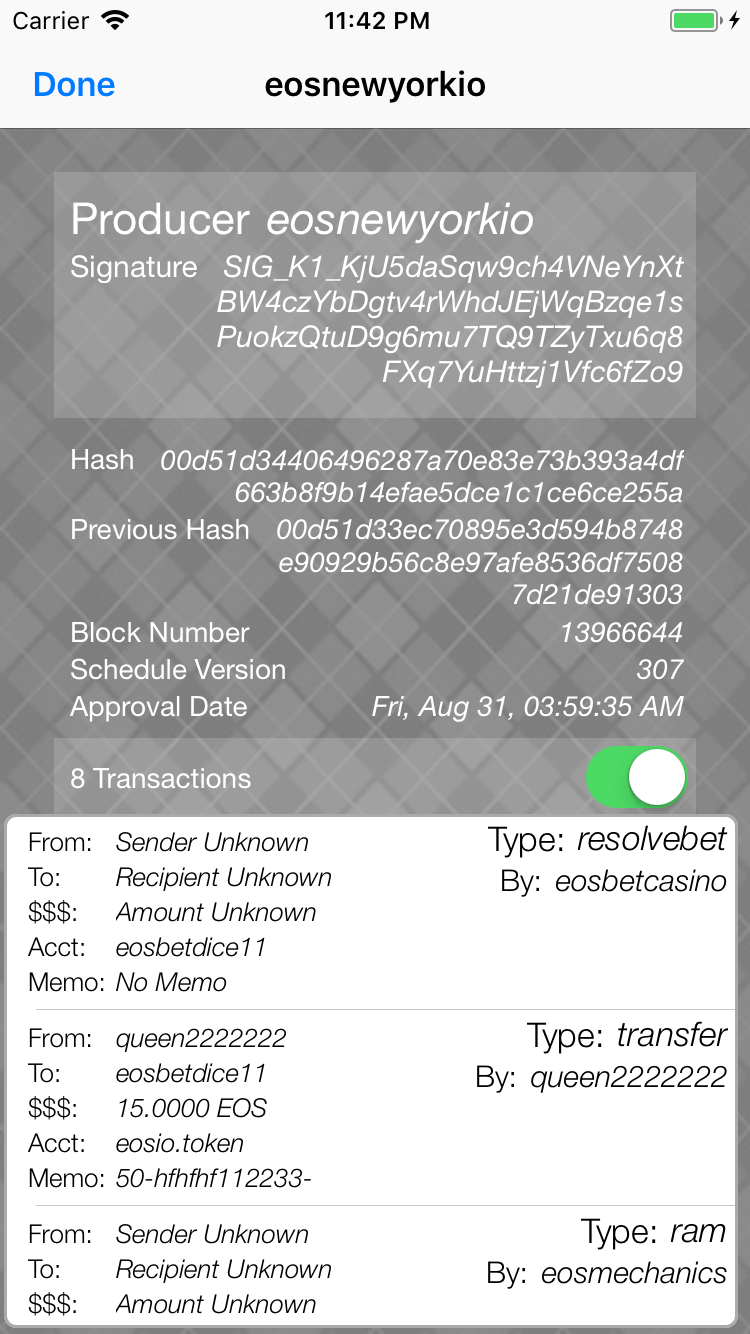 Carrier 11:42 PM
Done eosnewyorkio
Producer eosnewyorkio
Signature SIG_K1_KjU5daSqw9ch4VNeYnXt
BW4czYbDgtv4rWhdJEjWqBzqe1s
PuokzQtuD9g6mu7TQ9TZyTxu6q8
FXq7YuHttzj1Vfc6fZo9
Hash 00d51d34406496287a70e83e73b393a4df
663b8f9b14efae5dce1c1ce6ce255a
Previous Hash 00d51d33ec70895e3d594b8748
e90929b56c8e97afe8536df7508
7d21de91303
Block Number 13966644
Schedule Version 307
Approval Date Fri, Aug 31, 03:59:35 AM
8 Transactions
From: Sender Unknown Type: resolvebet
To: Recipient Unknown By: eosbetcasino
$$$: Amount Unknown
Acct: eosbetdice11
Memo: No Memo
From: queen2222222 Type: transfer
To: eosbetdice11 By: queen2222222
$$$: 15.0000 EOS
Acct: eosio.token
Memo: 50-hfhfhf112233-
From: Sender Unknown Type: ram
To: Recipient Unknown By: eosmechanics
$$$: Amount Unknown